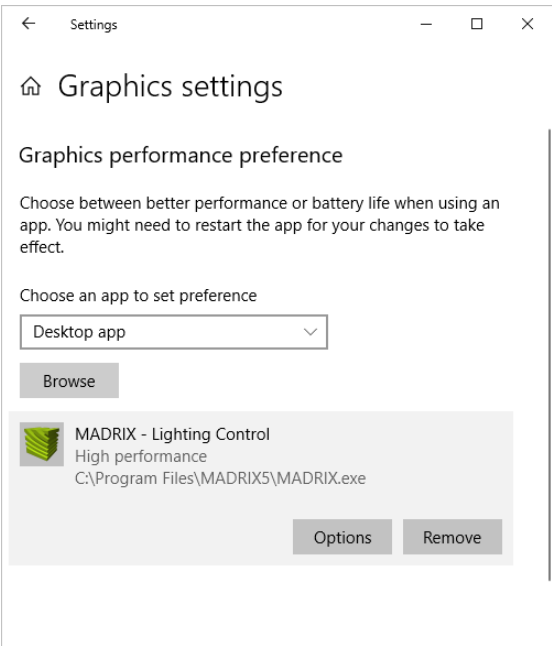 Settings
Graphics settings
Graphics performance preference
Choose between better performance or battery life when using an
app. You might need to restart the app for your changes to take
effect.
Choose an app to set preference
Desktop app
Browse
MADRIX - Lighting Control
High performance
C:\Program Files\MADRIX5\MADRIX.exe
Options Remove